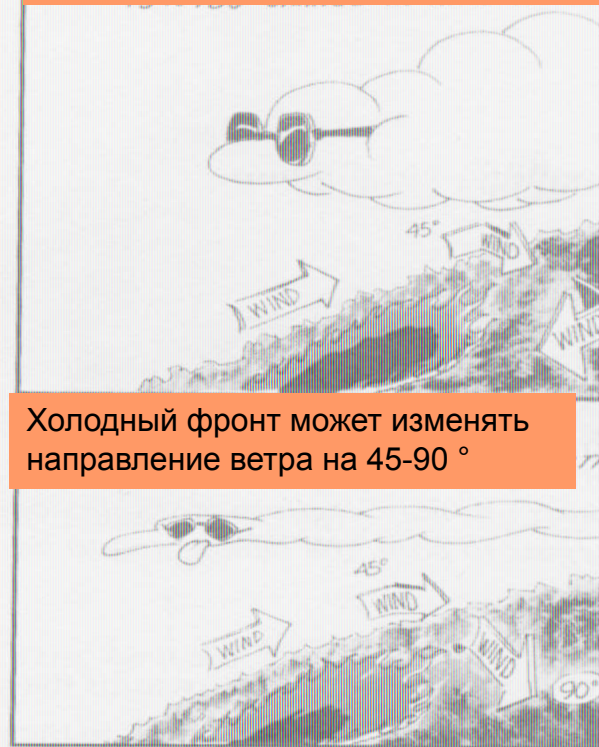 45°
WIND
WIND
WIND
Холодный фронт может изменять
направление ветра на 45-90 °
45°
WIND
WIND
WIND
90°